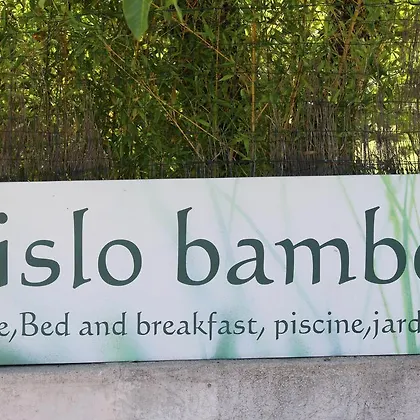 islo bamb
e,Bed and breakfast, piscine,jard